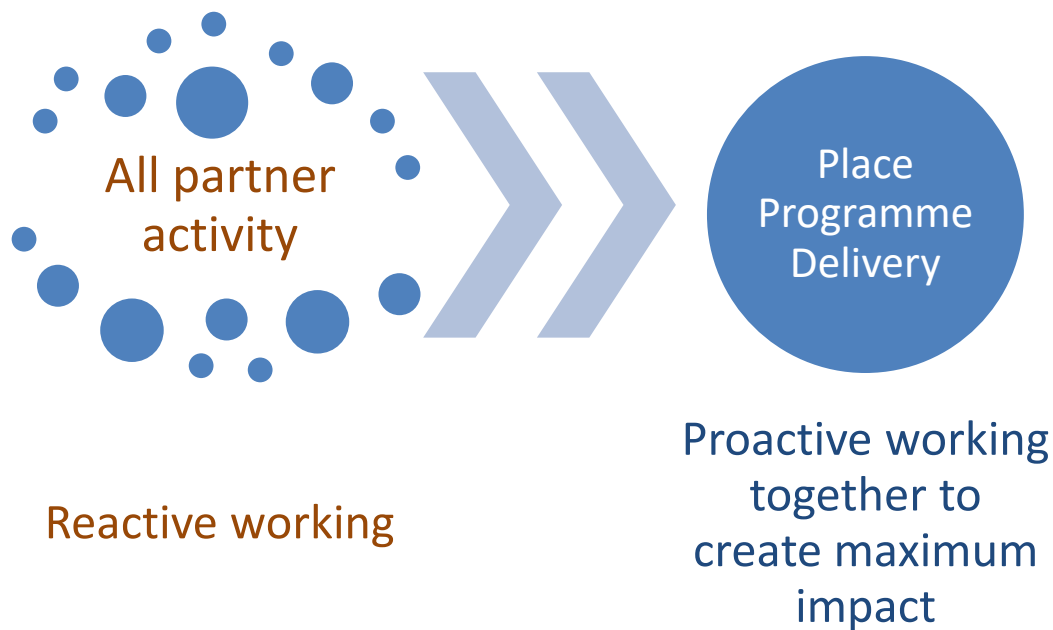 All partner
activity
Place
Programme
Delivery
Reactive working
Proactive working
together to
create maximum
impact